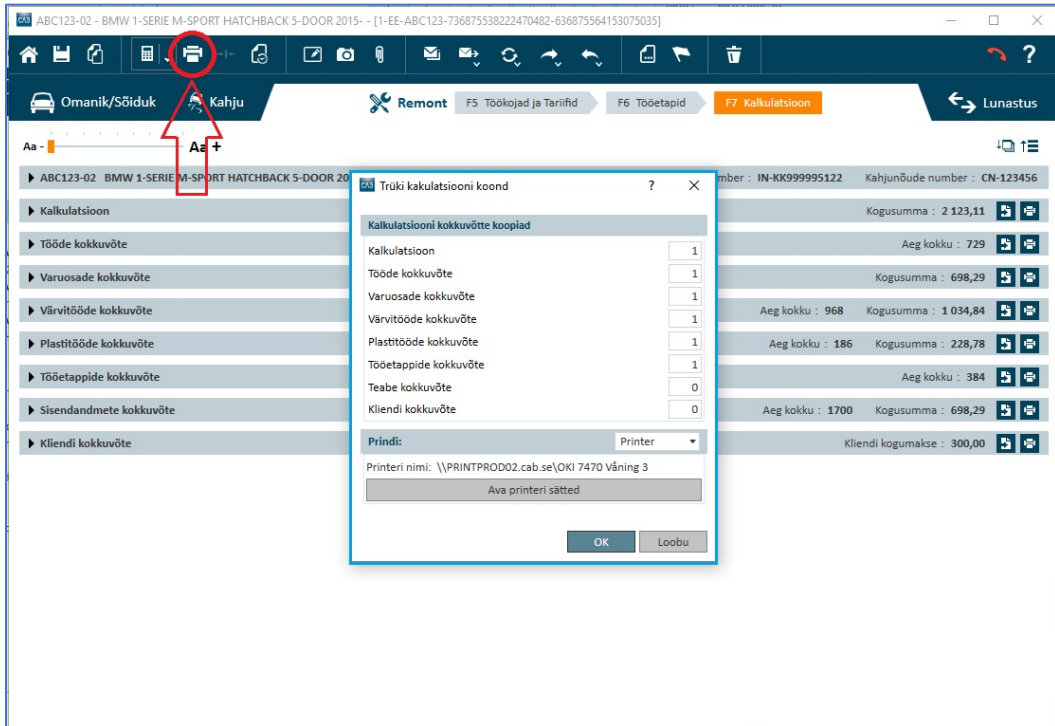 ABC123-02 - BMW 1-SERIE M-SPORT HATCHBACK 5-DOOR 2015- - [1-EE-ABC123-736875538222470482-636875564153075035]
Omanik/Sõiduk Kahju Remont F5 Töökojad ja Tariifid F6 Tööetapid F7 Kalkulatsioon Lunastus
Aa - Aa +
ABC123-02 BMW 1-SERIE M-SPORT HATCHBACK 5-DOOR 20 IN-KK999995122 Kahjunõude number : CN-123456
Kalkulatsioon Kogusumma : 2 123,11
Tööde kokkuvõte Aeg kokku : 729
Varuosade kokkuvõte Kogusumma : 698,29
Värvitööde kokkuvõte Aeg kokku : 968 Kogusumma : 1 034,84
Plastitööde kokkuvõte Aeg kokku : 186 Kogusumma : 228,78
Tööetappide kokkuvõte Aeg kokku : 384
Sisendandmete kokkuvõte Aeg kokku : 1700 Kogusumma : 698,29
Kliendi kokkuvõte Kliendi kogumakse : 300,00
CAB Trüki kakulatsiooni koond ?
Kalkulatsiooni kokkuvõtte koopiad
Kalkulatsioon 1
Tööde kokkuvõte 1
Varuosade kokkuvõte 1
Värvitööde kokkuvõte 1
Plastitööde kokkuvõte 1
Tööetappide kokkuvõte 1
Teabe kokkuvõte 0
Kliendi kokkuvõte 0
Prindi: Printer
Printeri nimi: \\PRINTPROD02.cab.se\OKI 7470 Våning 3
Ava printeri sätted
OK Loobu